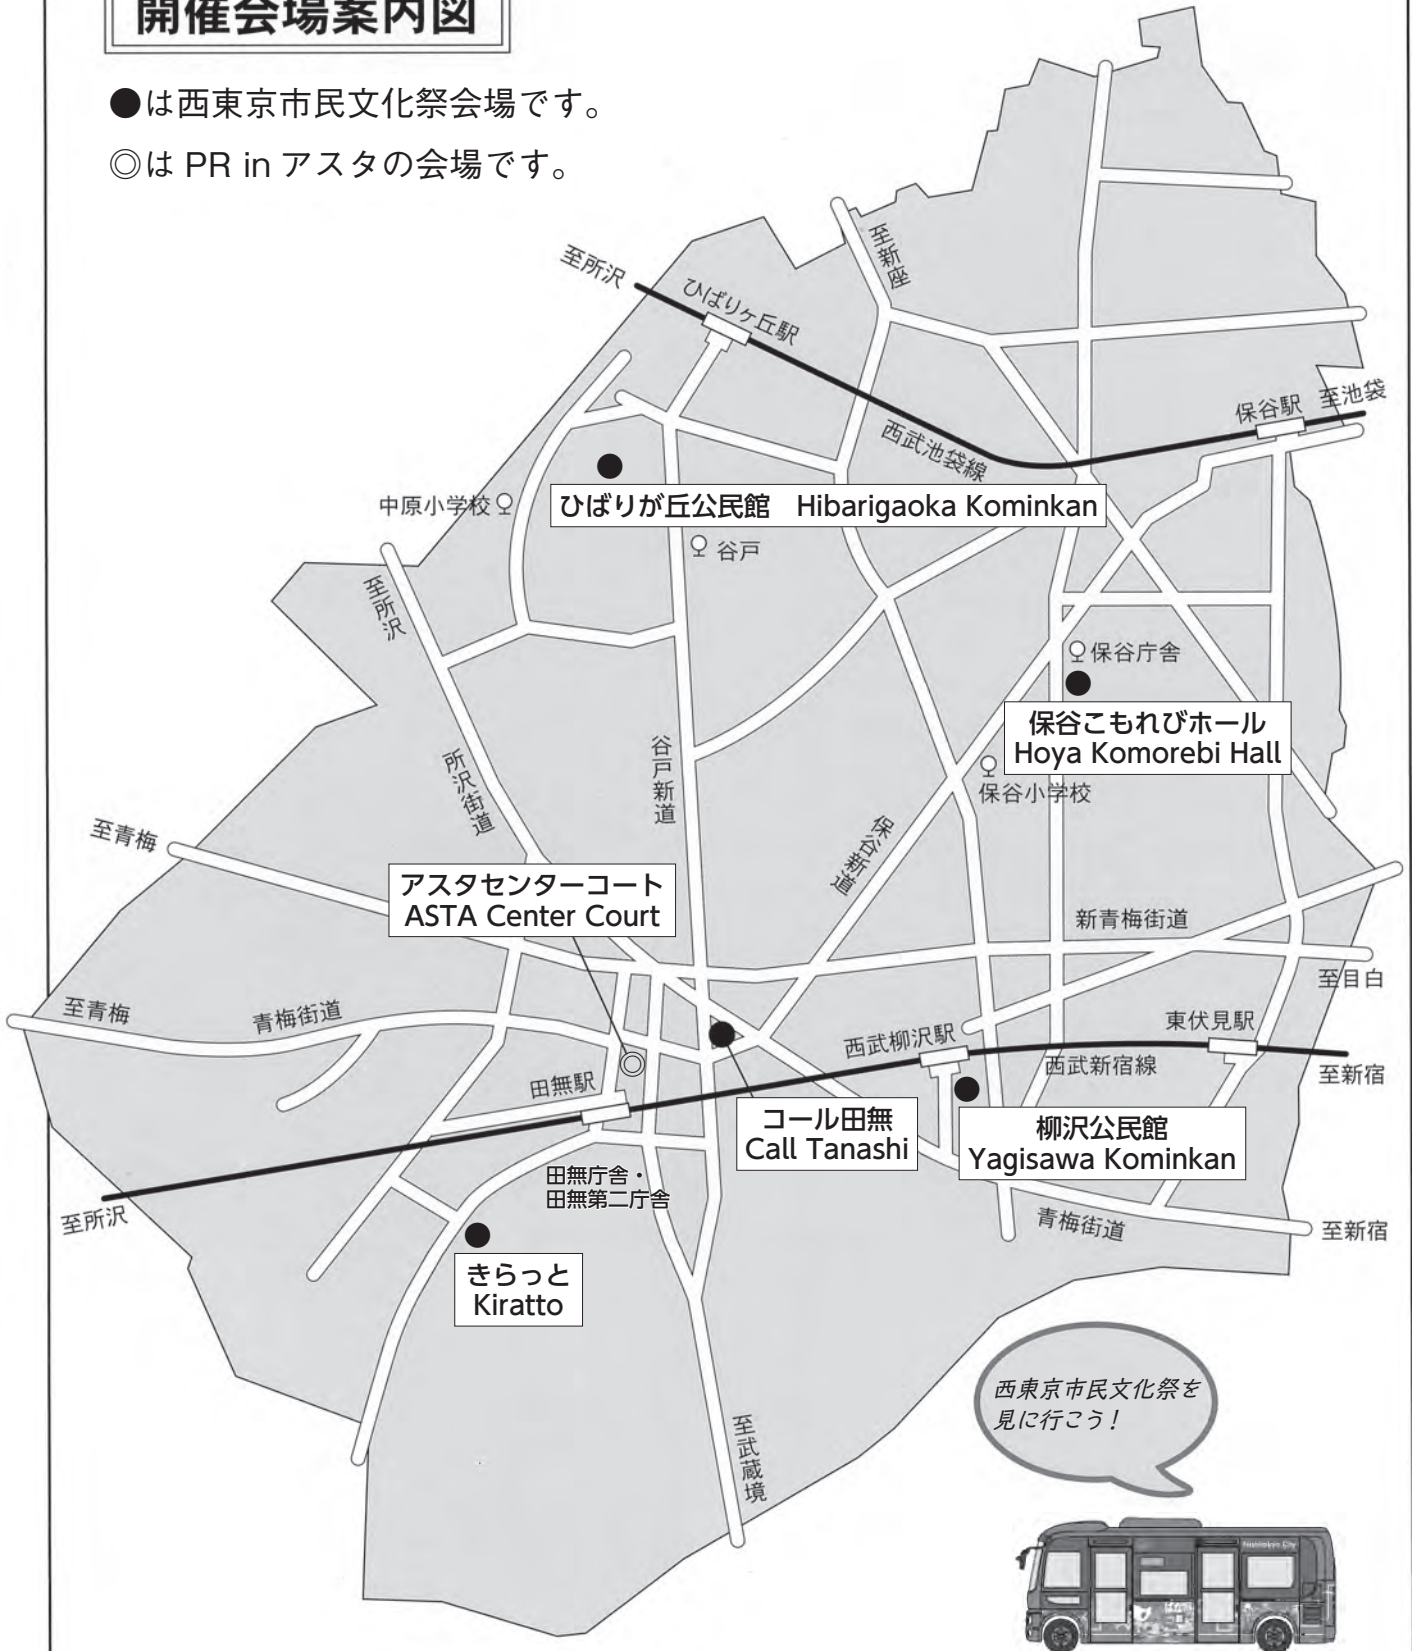 開催会場案内図
●は西東京市民文化祭会場です。
◎は PR in アスタの会場です。
至所沢
ひばりヶ丘駅
至新座
西武池袋線
保谷駅
至池袋
中原小学校
ひばりが丘公民館　Hibarigaoka Kominkan
谷戸
至所沢
保谷庁舎
保谷こもれびホール
Hoya Komorebi Hall
保谷小学校
所沢街道
谷戸新道
保谷新道
至青梅
アスタセンターコート
ASTA Center Court
新青梅街道
至目白
至青梅
青梅街道
西武柳沢駅
東伏見駅
西武新宿線
至新宿
田無駅
コール田無
Call Tanashi
柳沢公民館
Yagisawa Kominkan
田無庁舎・
田無第二庁舎
至所沢
青梅街道
至新宿
きらっと
Kiratto
至武蔵境
西東京市民文化祭を
見に行こう！
Nishitokyo City